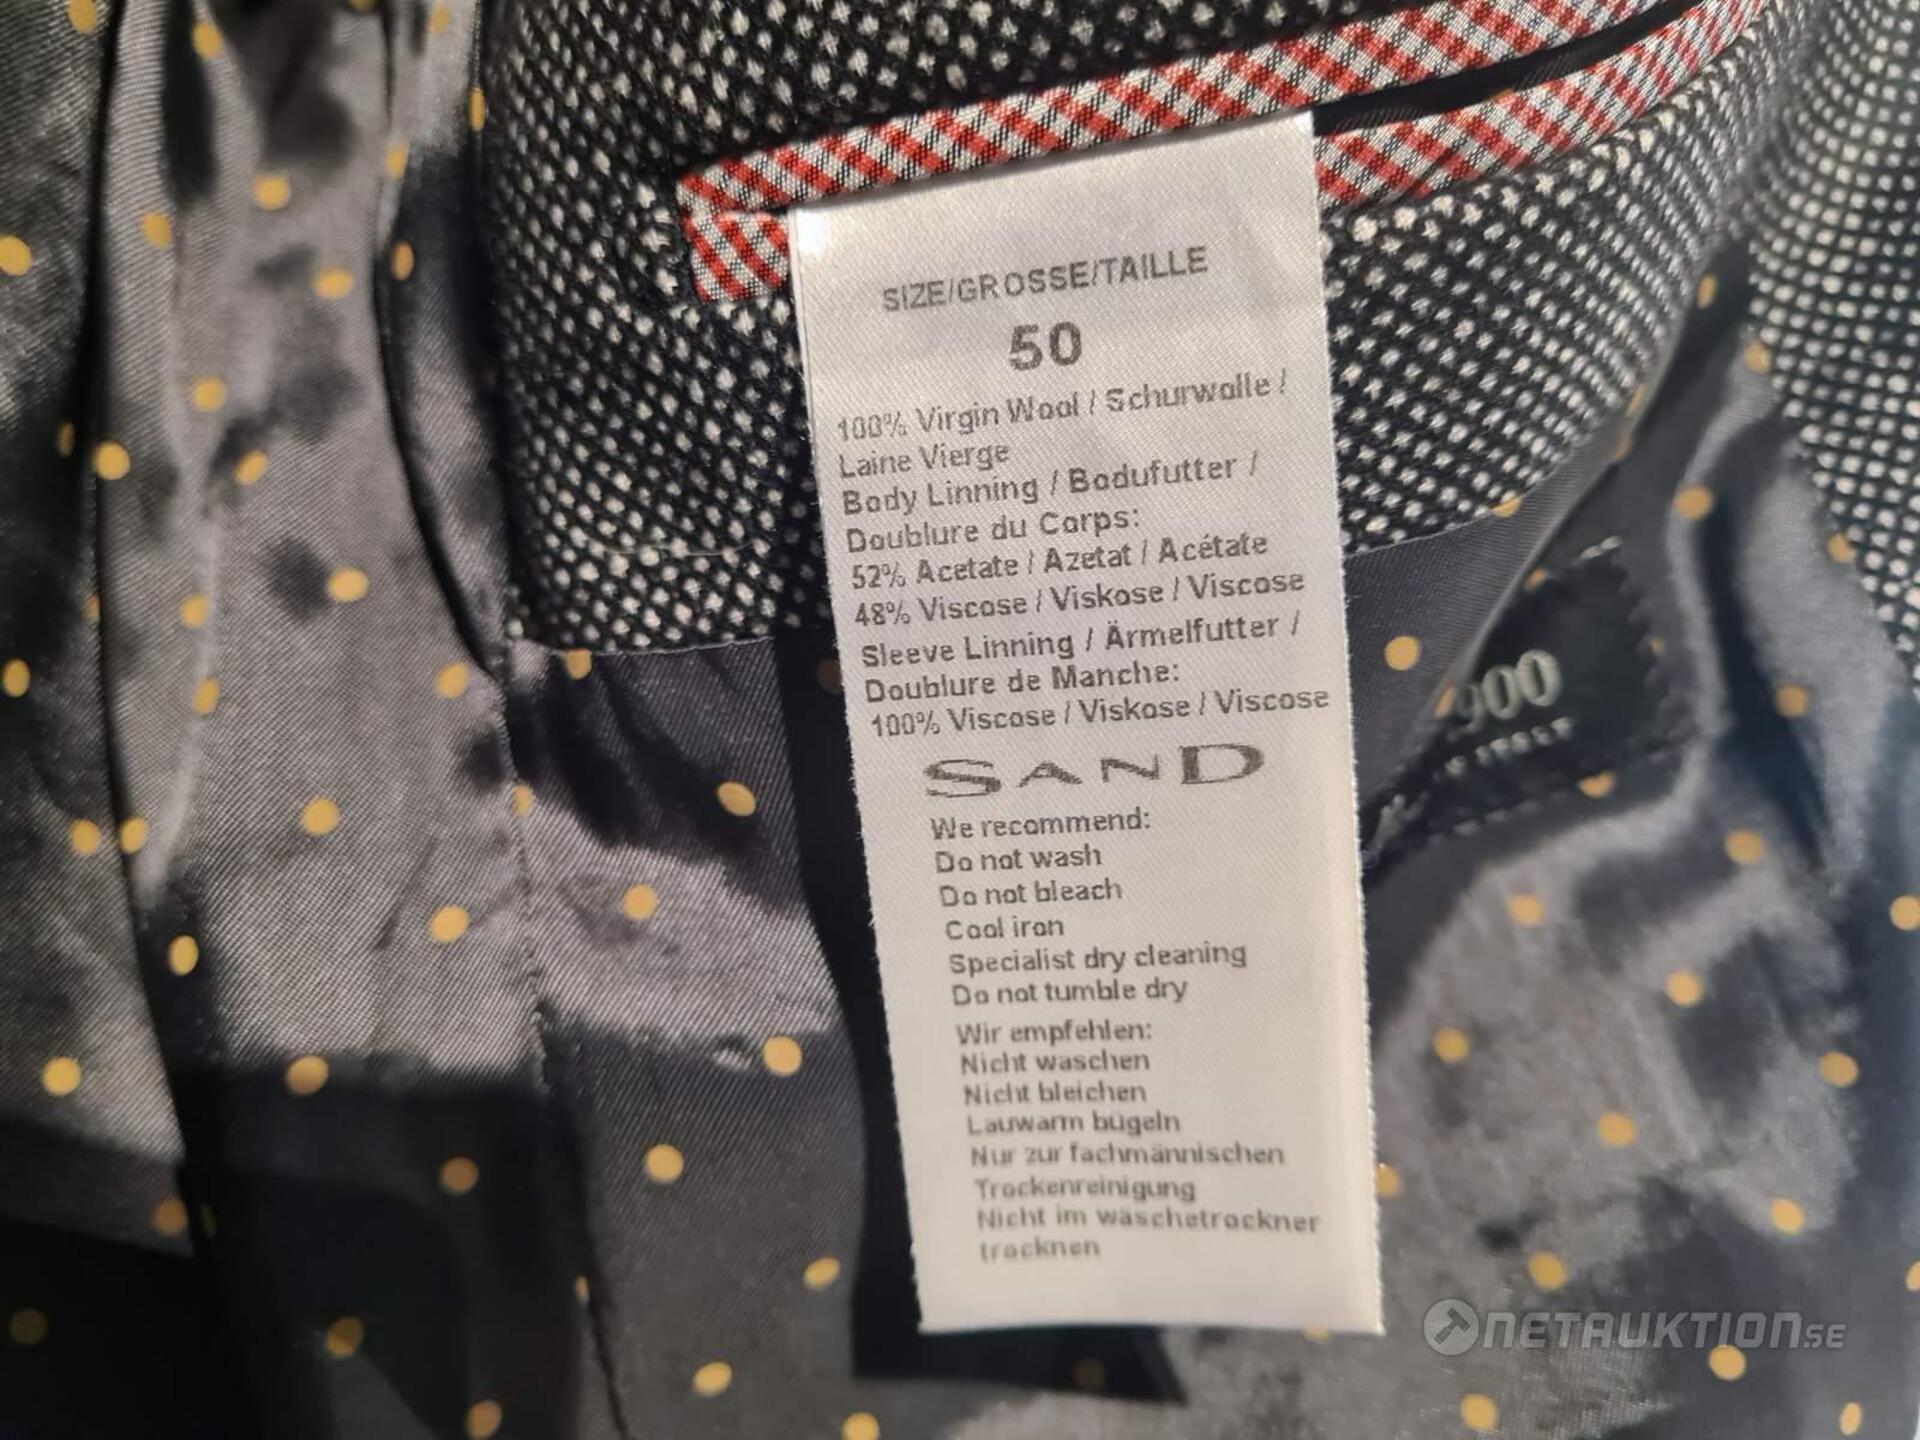 SIZE/GROSSE/TAILLE
50
100% Virgin Wool / Schurwolle /
Laine Vierge
Body Linning / Bodufutter /
Doublure du Corps:
52% Acetate / Azetat / Acétate
48% Viscose / Viskose / Viscose
Sleeve Linning / Ärmelfutter /
Doublure de Manche:
100% Viscose / Viskose / Viscose
SAND
We recommend:
Do not wash
Do not bleach
Cool iron
Specialist dry cleaning
Do not tumble dry
Wir empfehlen:
Nicht waschen
Nicht bleichen
Lauwarm bügeln
Nur zur fachmännischen
Trockenreinigung
Nicht im waschetrockner
trocknen
900
ITALY
NETAUKTION.SE